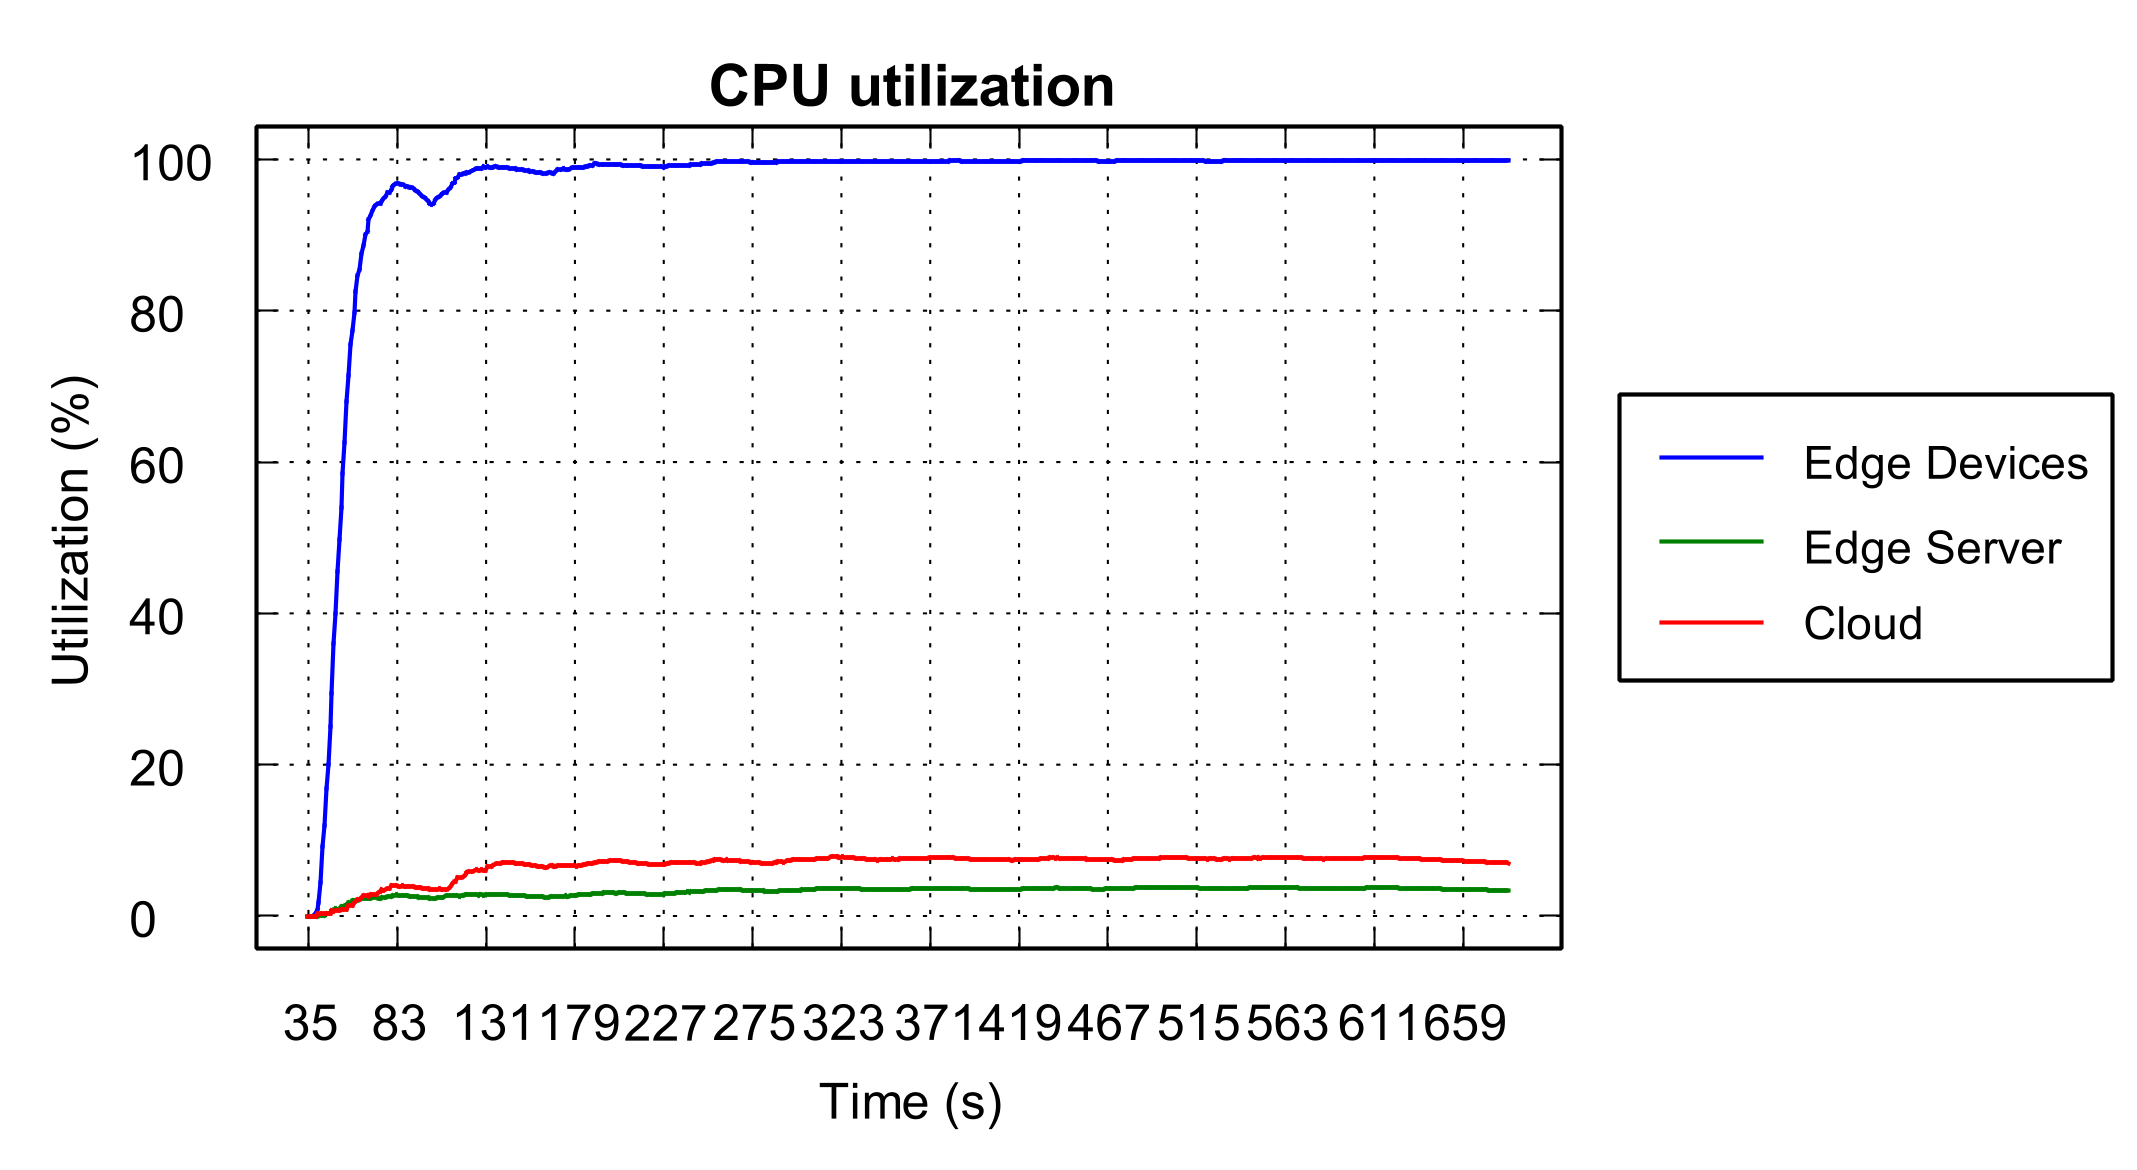 CPU utilization
100
80
60
40
20
0
Utilization (%)
35 83 131 179 227 275 323 371 419 467 515 563 611 659
Time (s)
Edge Devices
Edge Server
Cloud